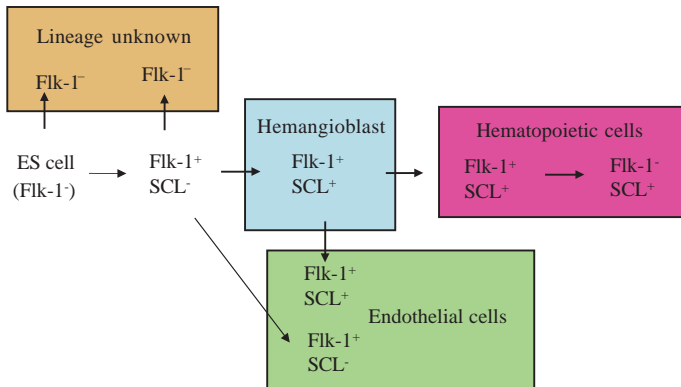 Lineage unknown
Flk-1⁻
Flk-1⁻
ES cell
(Flk-1⁻)
Flk-1⁺
SCL⁻
Hemangioblast
Flk-1⁺
SCL⁺
Hematopoietic cells
Flk-1⁺
SCL⁺
Flk-1⁻
SCL⁺
Flk-1⁺
SCL⁺
Endothelial cells
Flk-1⁺
SCL⁻